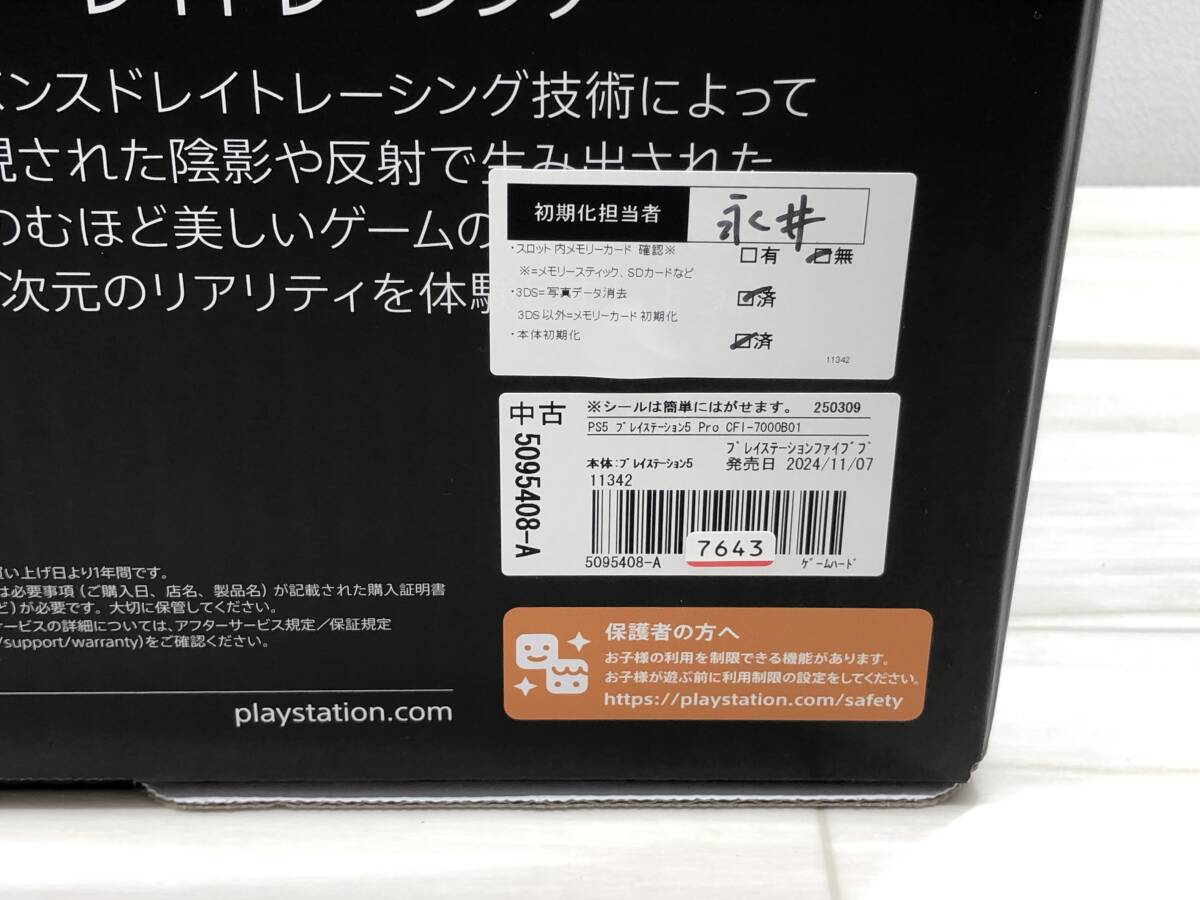 レイトレーシング
ンスドレイトレーシング技術によって
現された陰影や反射で生み出された
のむほど美しいゲームの
次元のリアリティを体験
初期化担当者 永井
・スロット内メモリーカード 確認※ □有 ☑無
※=メモリースティック、SDカードなど
・3DS=写真データ消去 ☑済
3DS以外=メモリーカード初期化
・本体初期化 ☑済
11342
中古 5095408-A
※シールは簡単にはがせます。 250309
PS5 プレイステーション5 Pro CFI-7000B01
プレイステーションファイブプ
本体:プレイステーション5 発売日 2024/11/07
11342
7643
5095408-A ゲームハード
買い上げ日より1年間です。
は必要事項(ご購入日、店名、製品名)が記載された購入証明書
ど)が必要です。大切に保管してください。
ービスの詳細については、アフターサービス規定/保証規定
/support/warranty)をご確認ください。
playstation.com
保護者の方へ
お子様の利用を制限できる機能があります。
お子様が遊ぶ前に利用制限の設定をしてください。
https://playstation.com/safety